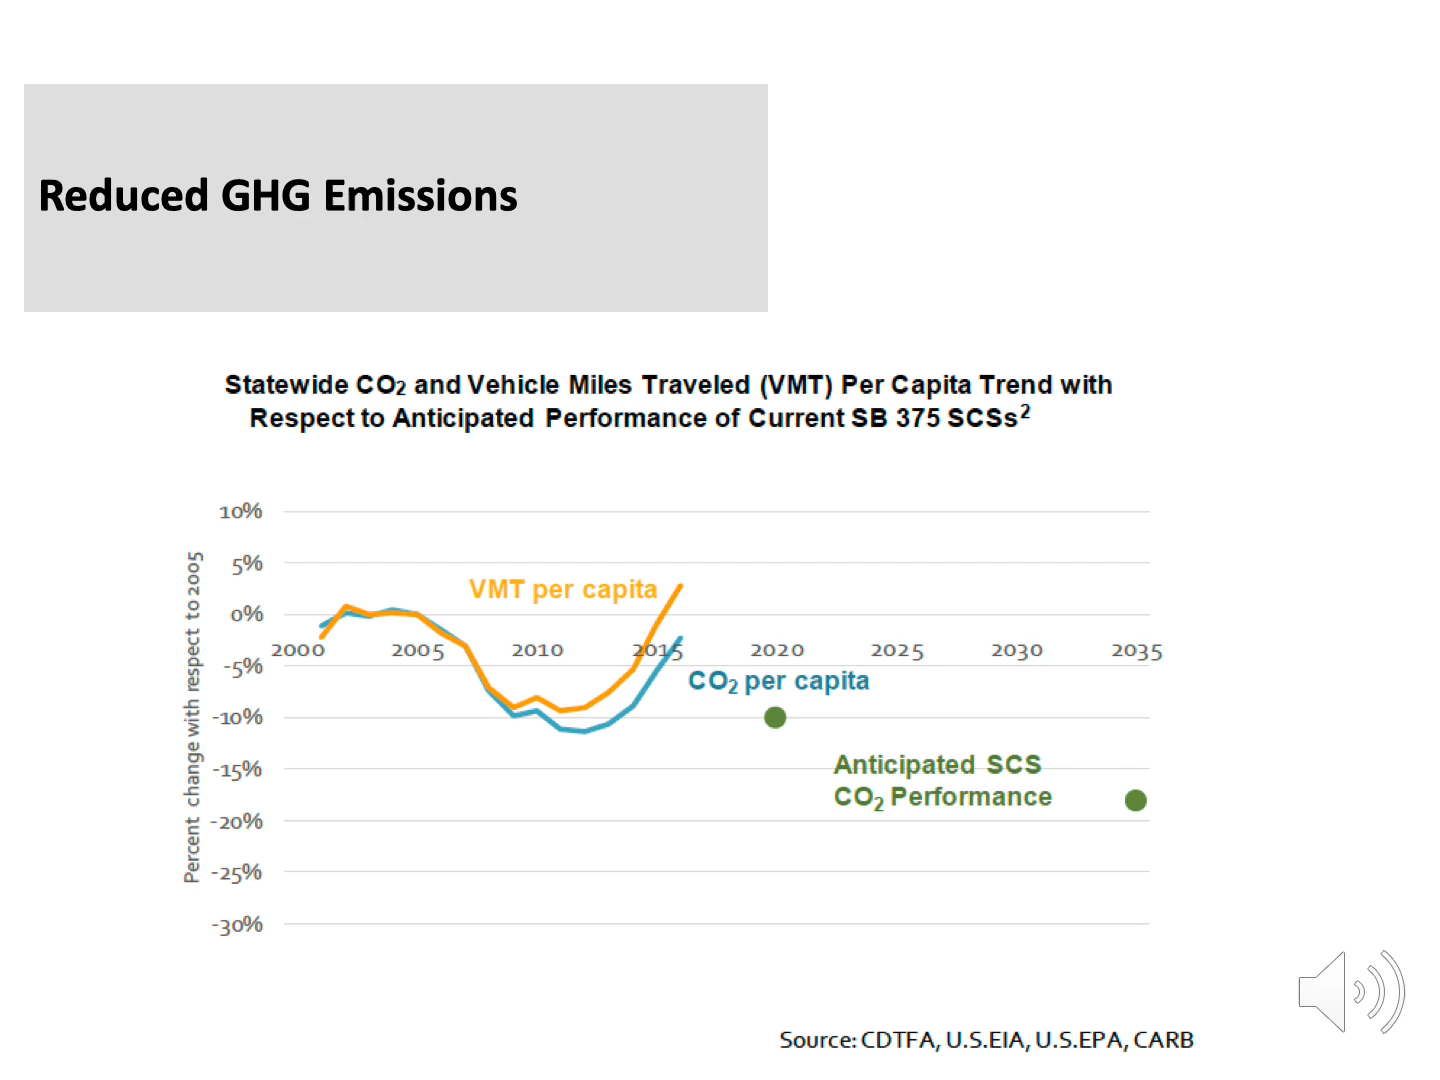 Reduced GHG Emissions
Statewide CO₂ and Vehicle Miles Traveled (VMT) Per Capita Trend with
Respect to Anticipated Performance of Current SB 375 SCSs²
10%
5%
0%
-5%
-10%
-15%
-20%
-25%
-30%
Percent change with respect to 2005
2000 2005 2010 2015 2020 2025 2030 2035
VMT per capita
CO₂ per capita
Anticipated SCS
CO₂ Performance
Source: CDTFA, U.S.EIA, U.S.EPA, CARB